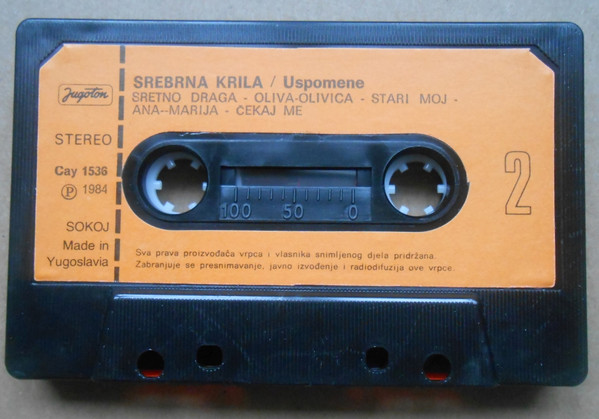 Jugoton
STEREO
Cay 1536
Ⓟ 1984
SOKOJ
Made in
Yugoslavia
SREBRNA KRILA / Uspomene
SRETNO DRAGA - OLIVA-OLIVICA - STARI MOJ -
ANA--MARIJA - ČEKAJ ME
2
100 50 0
Sva prava proizvođača vrpca i vlasnika snimljenog djela pridržana.
Zabranjuje se presnimavanje, javno izvođenje i radiodifuzija ove vrpce.